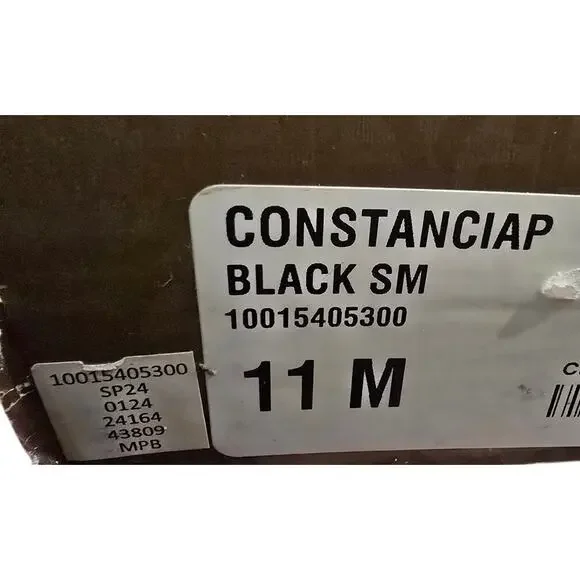 CONSTANCIAP
BLACK SM
10015405300
11 M
10015405300
SP24
0124
24164
43809
MPB